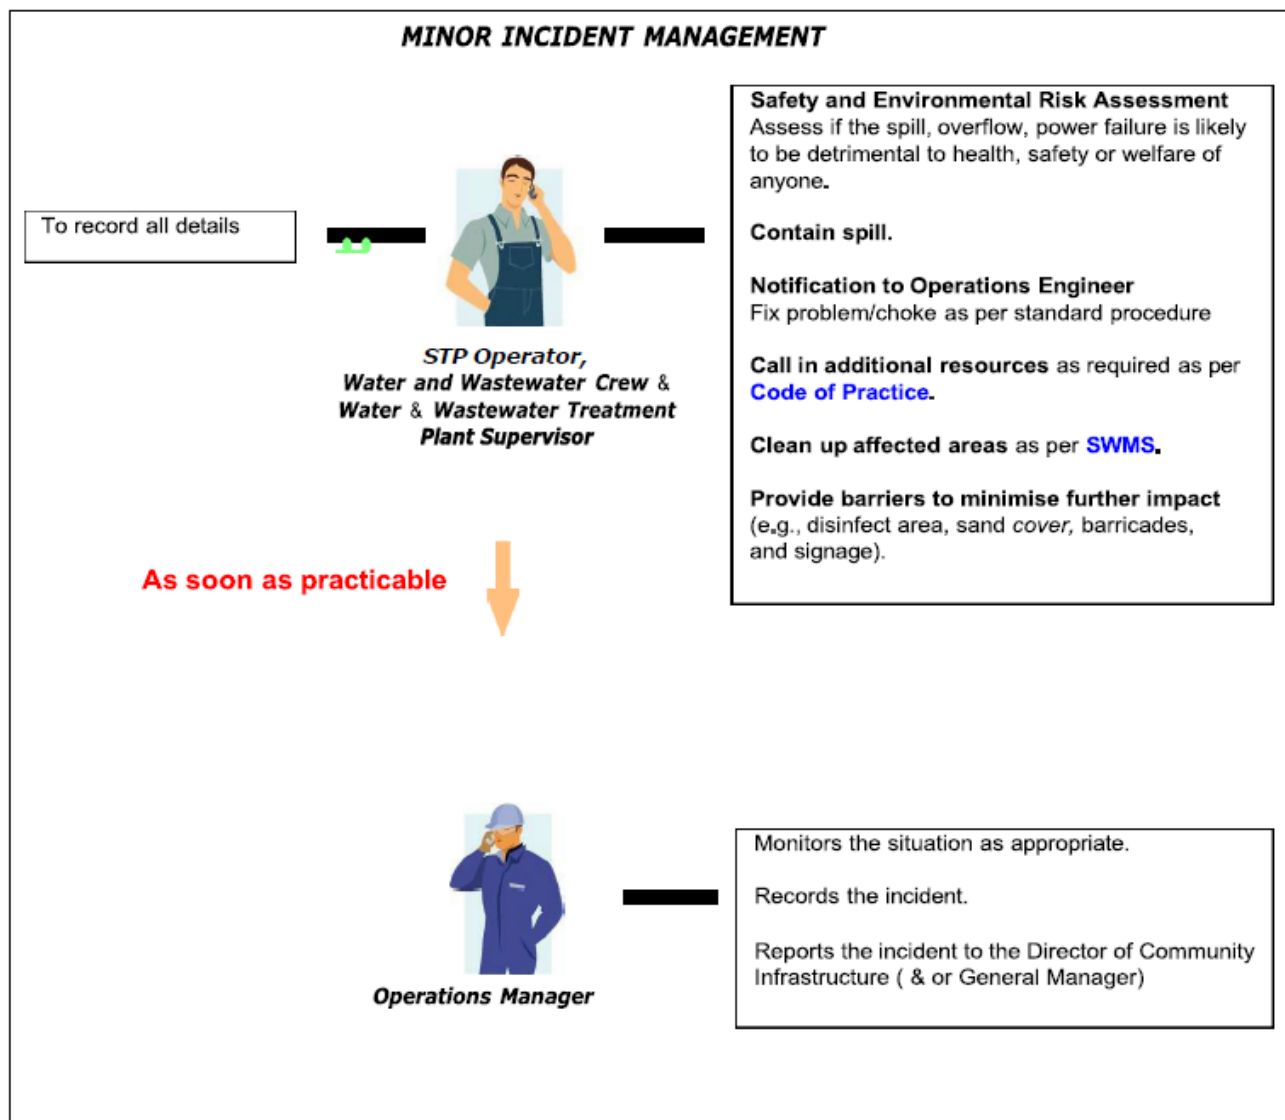 MINOR INCIDENT MANAGEMENT
To record all details
STP Operator,
Water and Wastewater Crew &
Water & Wastewater Treatment
Plant Supervisor
Safety and Environmental Risk Assessment
Assess if the spill, overflow, power failure is likely
to be detrimental to health, safety or welfare of
anyone.
Contain spill.
Notification to Operations Engineer
Fix problem/choke as per standard procedure
Call in additional resources as required as per
Code of Practice.
Clean up affected areas as per SWMS.
Provide barriers to minimise further impact
(e.g., disinfect area, sand cover, barricades,
and signage).
As soon as practicable
Operations Manager
Monitors the situation as appropriate.
Records the incident.
Reports the incident to the Director of Community
Infrastructure ( & or General Manager)